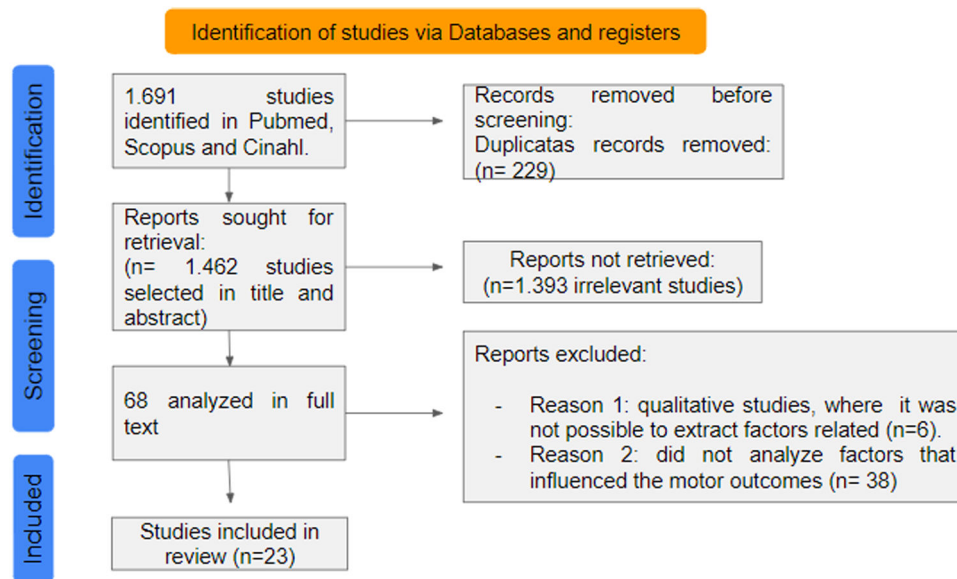 Identification of studies via Databases and registers
Identification
1.691 studies
identified in Pubmed,
Scopus and Cinahl.
Records removed before
screening:
Duplicatas records removed:
(n= 229)
Reports sought for
retrieval:
(n= 1.462 studies
selected in title and
abstract)
Reports not retrieved:
(n=1.393 irrelevant studies)
Screening
68 analyzed in full
text
Reports excluded:
- Reason 1: qualitative studies, where it was
not possible to extract factors related (n=6).
- Reason 2: did not analyze factors that
influenced the motor outcomes (n= 38)
Included
Studies included in
review (n=23)